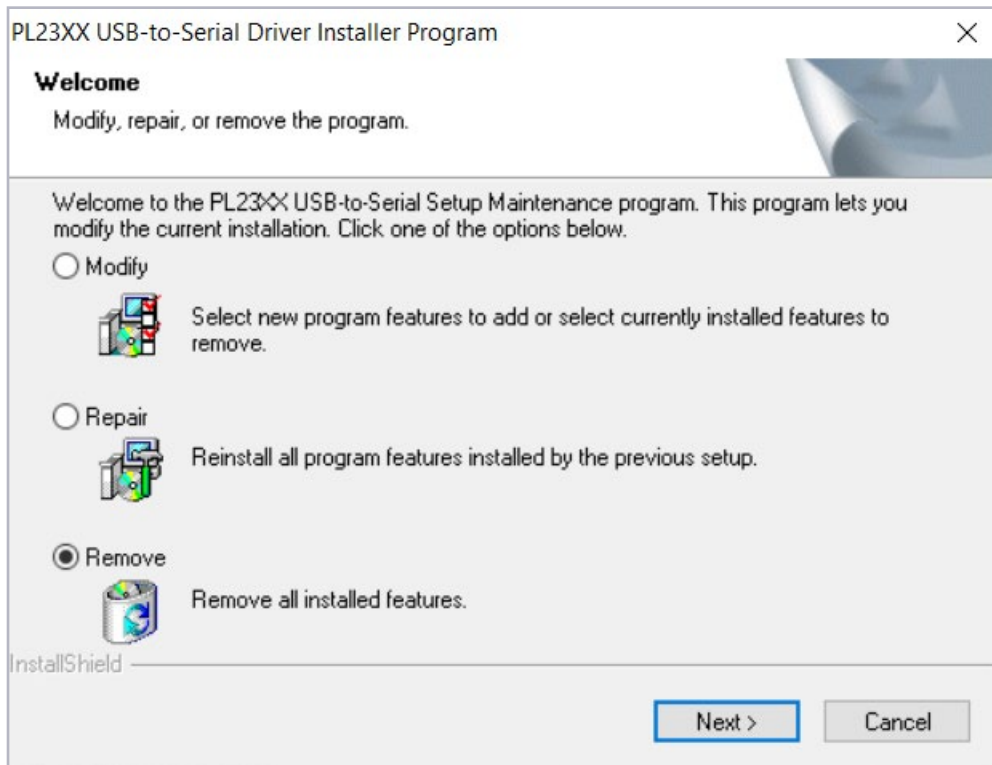 PL23XX USB-to-Serial Driver Installer Program
Welcome
Modify, repair, or remove the program.
Welcome to the PL23XX USB-to-Serial Setup Maintenance program. This program lets you
modify the current installation. Click one of the options below.
Modify
Select new program features to add or select currently installed features to
remove.
Repair
Reinstall all program features installed by the previous setup.
Remove
Remove all installed features.
InstallShield
Next >
Cancel